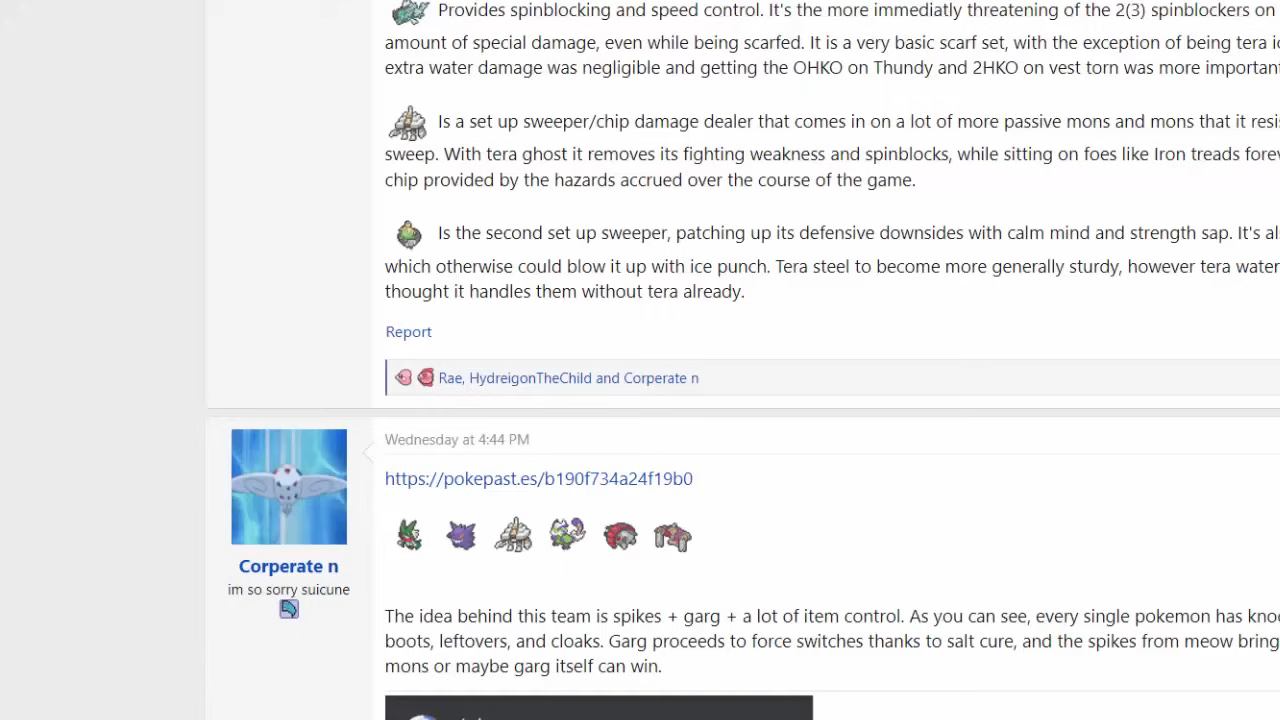 Provides spinblocking and speed control. It's the more immediatly threatening of the 2(3) spinblockers on
amount of special damage, even while being scarfed. It is a very basic scarf set, with the exception of being tera
extra water damage was negligible and getting the OHKO on Thundy and 2HKO on vest torn was more important
Is a set up sweeper/chip damage dealer that comes in on a lot of more passive mons and mons that it
sweep. With tera ghost it removes its fighting weakness and spinblocks, while sitting on foes like Iron treads
chip provided by the hazards accrued over the course of the game.
Is the second set up sweeper, patching up its defensive downsides with calm mind and strength sap. It's
which otherwise could blow it up with ice punch. Tera steel to become more generally sturdy, however tera water
thought it handles them without tera already.
Report
Rae, HydreigonTheChild and Corperate n
Wednesday at 4:44 PM
https://pokepast.es/b190f734a24f19b0
Corperate n
im so sorry suicune
The idea behind this team is spikes + garg + a lot of item control. As you can see, every single pokemon has
boots, leftovers, and cloaks. Garg proceeds to force switches thanks to salt cure, and the spikes from meow bring
mons or maybe garg itself can win.